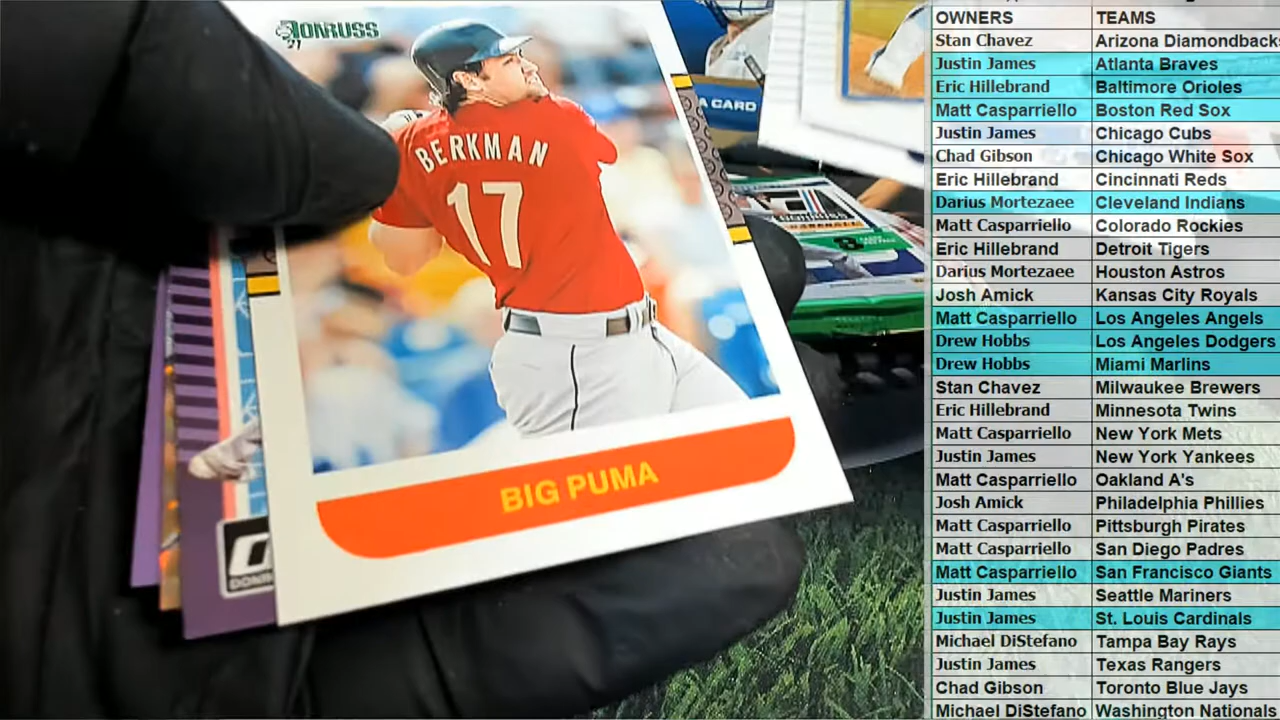 DONRUSS
21
BERKMAN
17
BIG PUMA
A CARD
BASEBALL
8
DONR
OWNERS TEAMS
Stan Chavez Arizona Diamondbacks
Justin James Atlanta Braves
Eric Hillebrand Baltimore Orioles
Matt Casparriello Boston Red Sox
Justin James Chicago Cubs
Chad Gibson Chicago White Sox
Eric Hillebrand Cincinnati Reds
Darius Mortezaee Cleveland Indians
Matt Casparriello Colorado Rockies
Eric Hillebrand Detroit Tigers
Darius Mortezaee Houston Astros
Josh Amick Kansas City Royals
Matt Casparriello Los Angeles Angels
Drew Hobbs Los Angeles Dodgers
Drew Hobbs Miami Marlins
Stan Chavez Milwaukee Brewers
Eric Hillebrand Minnesota Twins
Matt Casparriello New York Mets
Justin James New York Yankees
Matt Casparriello Oakland A's
Josh Amick Philadelphia Phillies
Matt Casparriello Pittsburgh Pirates
Matt Casparriello San Diego Padres
Matt Casparriello San Francisco Giants
Justin James Seattle Mariners
Justin James St. Louis Cardinals
Michael DiStefano Tampa Bay Rays
Justin James Texas Rangers
Chad Gibson Toronto Blue Jays
Michael DiStefano Washington Nationals